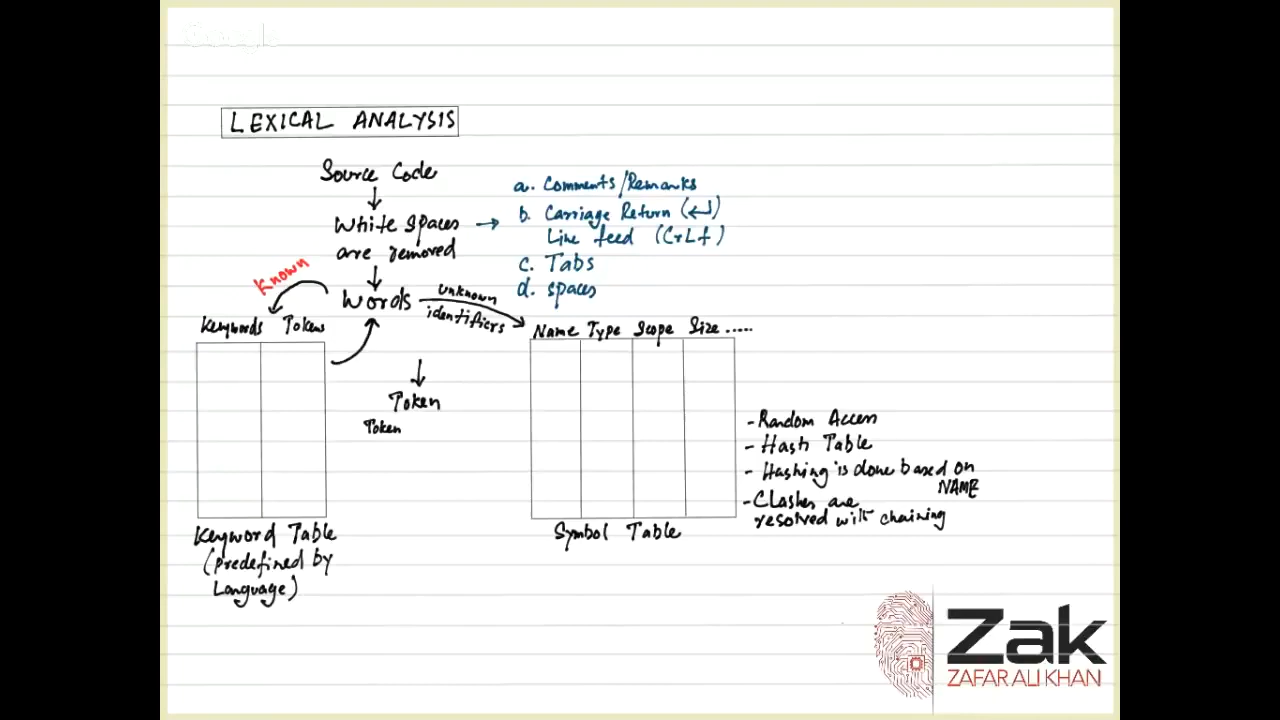 Google
LEXICAL ANALYSIS
Source Code
White spaces
are removed
a. Comments/Remarks
b. Carriage Return (↵)
Line feed (CrLf)
c. Tabs
d. spaces
Known
Words
unknown
identifiers
Keywords Tokens
Name Type Scope Size .....
Token
Token
- Random Access
- Hash Table
- Hashing is done based on
NAME
- Clashes are
resolved with chaining
Keyword Table
(predefined by
Language)
Symbol Table
Zak
ZAFAR ALI KHAN